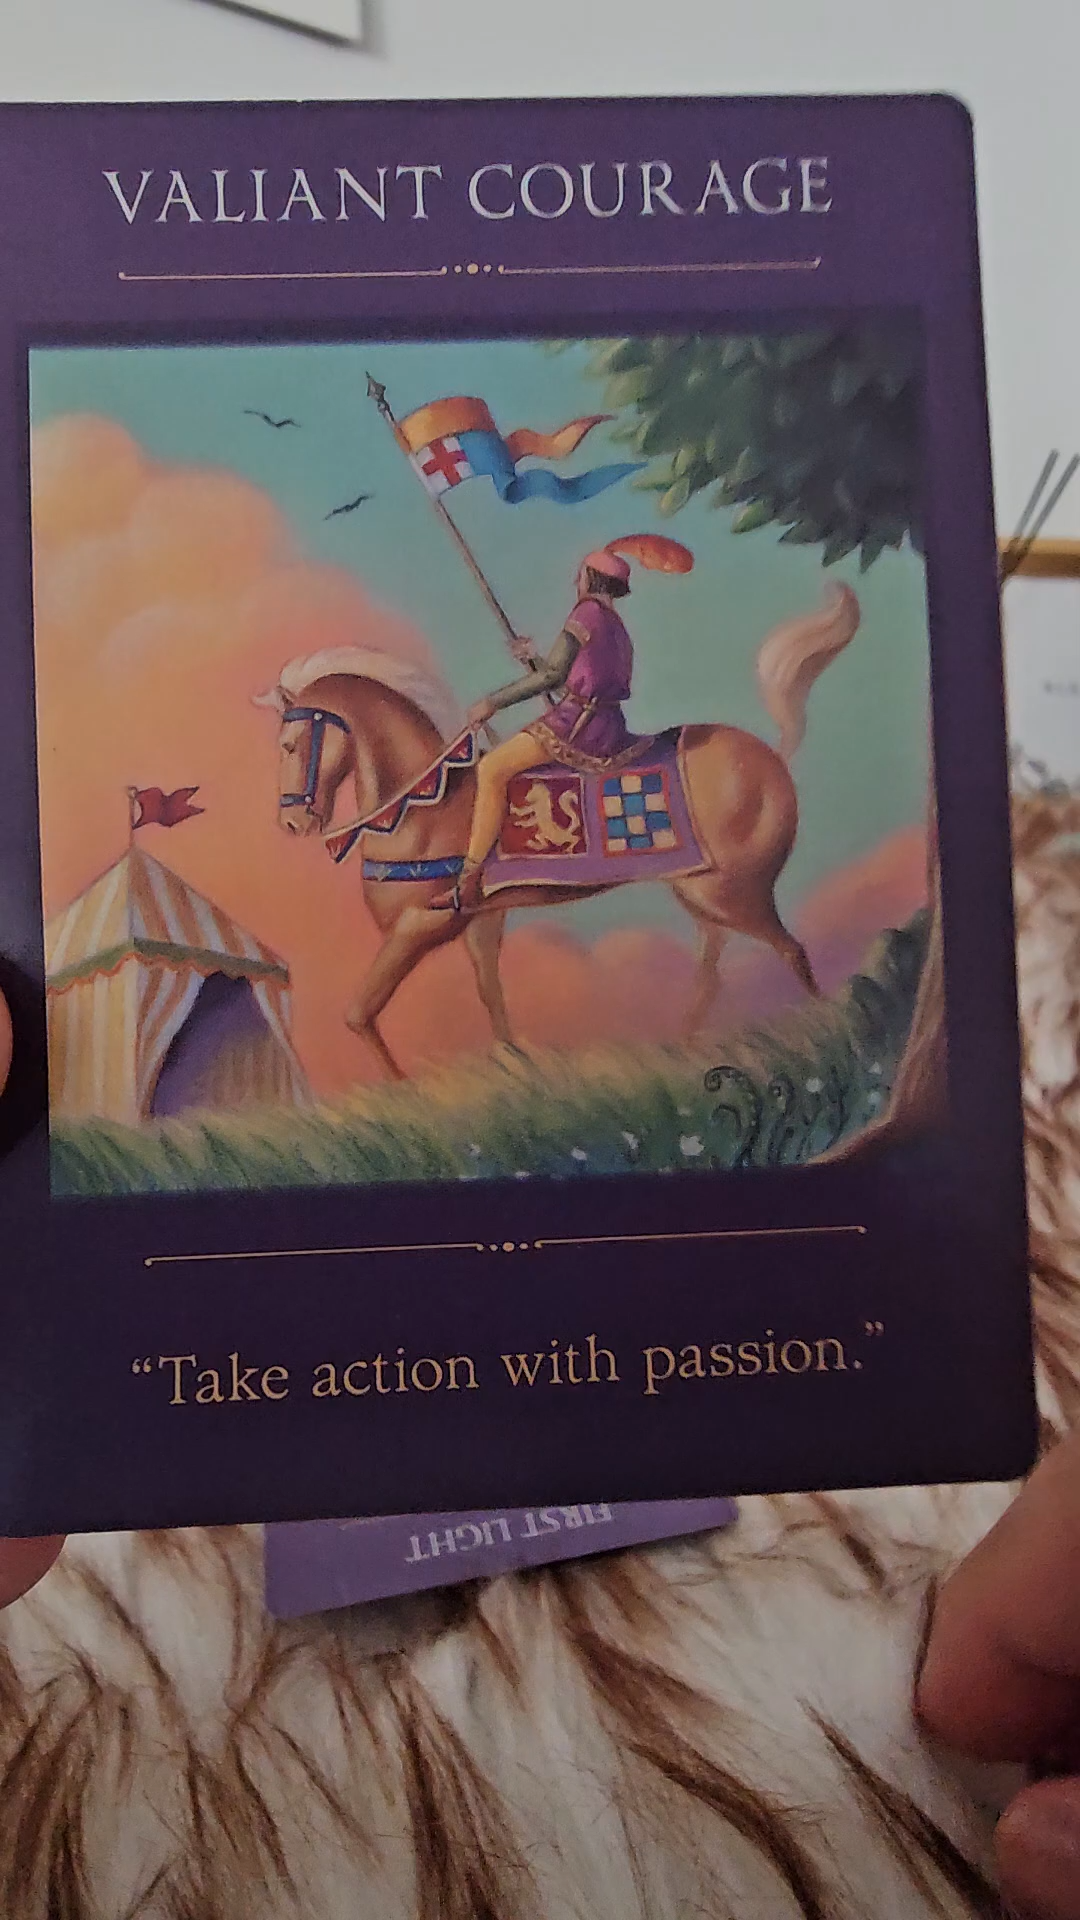 VALIANT COURAGE
“Take action with passion.”
FIRST LIGHT